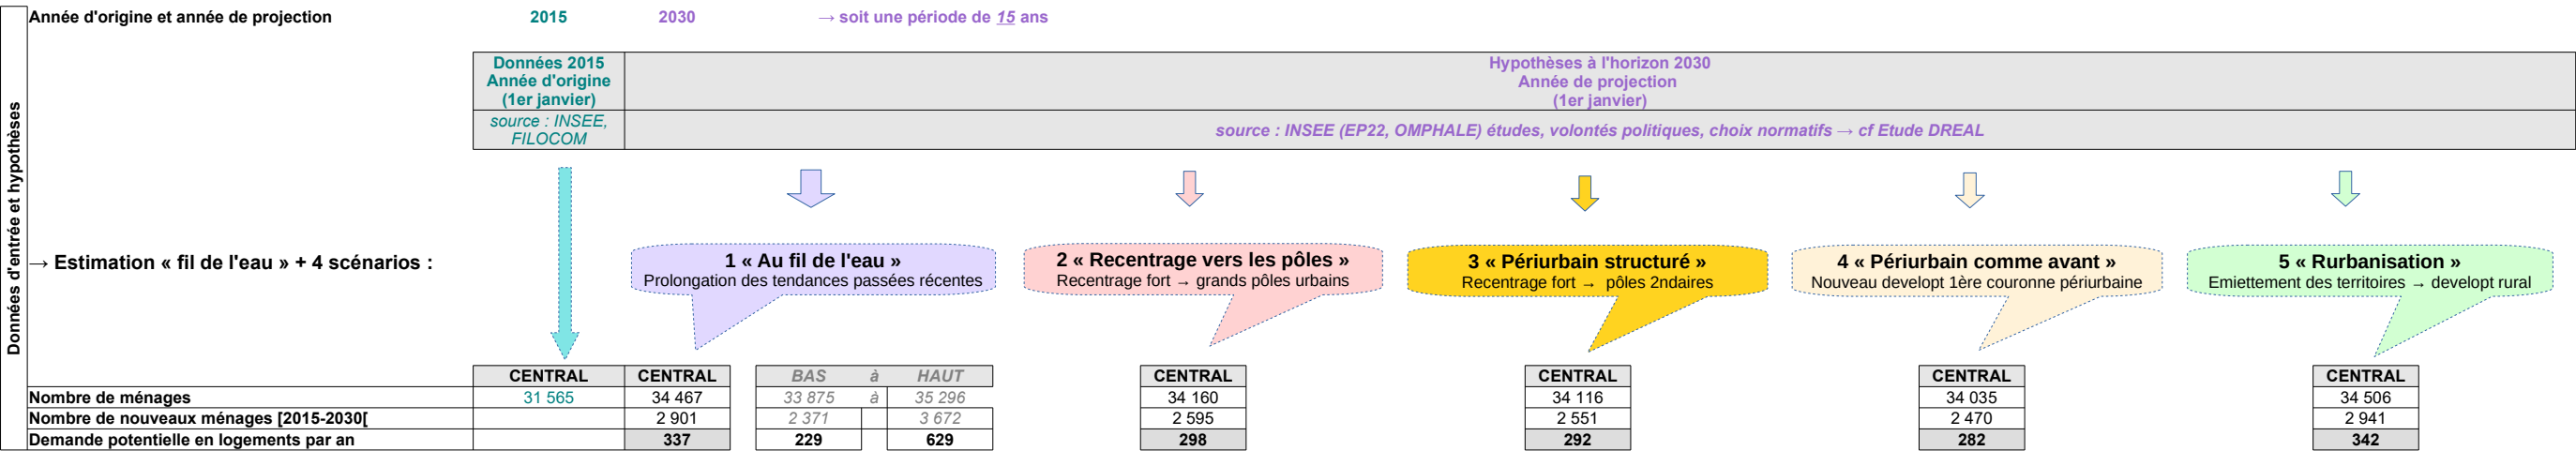 Année d'origine et année de projection 2015 2030 → soit une période de 15 ans
Données 2015
Année d'origine
(1er janvier)
Hypothèses à l'horizon 2030
Année de projection
(1er janvier)
source : INSEE,
FILOCOM
source : INSEE (EP22, OMPHALE) études, volontés politiques, choix normatifs → cf Etude DREAL
Données d'entrée et hypothèses
→ Estimation « fil de l'eau » + 4 scénarios :
1 « Au fil de l'eau »
Prolongation des tendances passées récentes
2 « Recentrage vers les pôles »
Recentrage fort → grands pôles urbains
3 « Périurbain structuré »
Recentrage fort → pôles 2ndaires
4 « Périurbain comme avant »
Nouveau developt 1ère couronne périurbaine
5 « Rurbanisation »
Emiettement des territoires → developt rural
CENTRAL CENTRAL BAS à HAUT CENTRAL CENTRAL CENTRAL CENTRAL
Nombre de ménages 31 565 34 467 33 875 à 35 296 34 160 34 116 34 035 34 506
Nombre de nouveaux ménages [2015-2030[ 2 901 2 371 3 672 2 595 2 551 2 470 2 941
Demande potentielle en logements par an 337 229 629 298 292 282 342